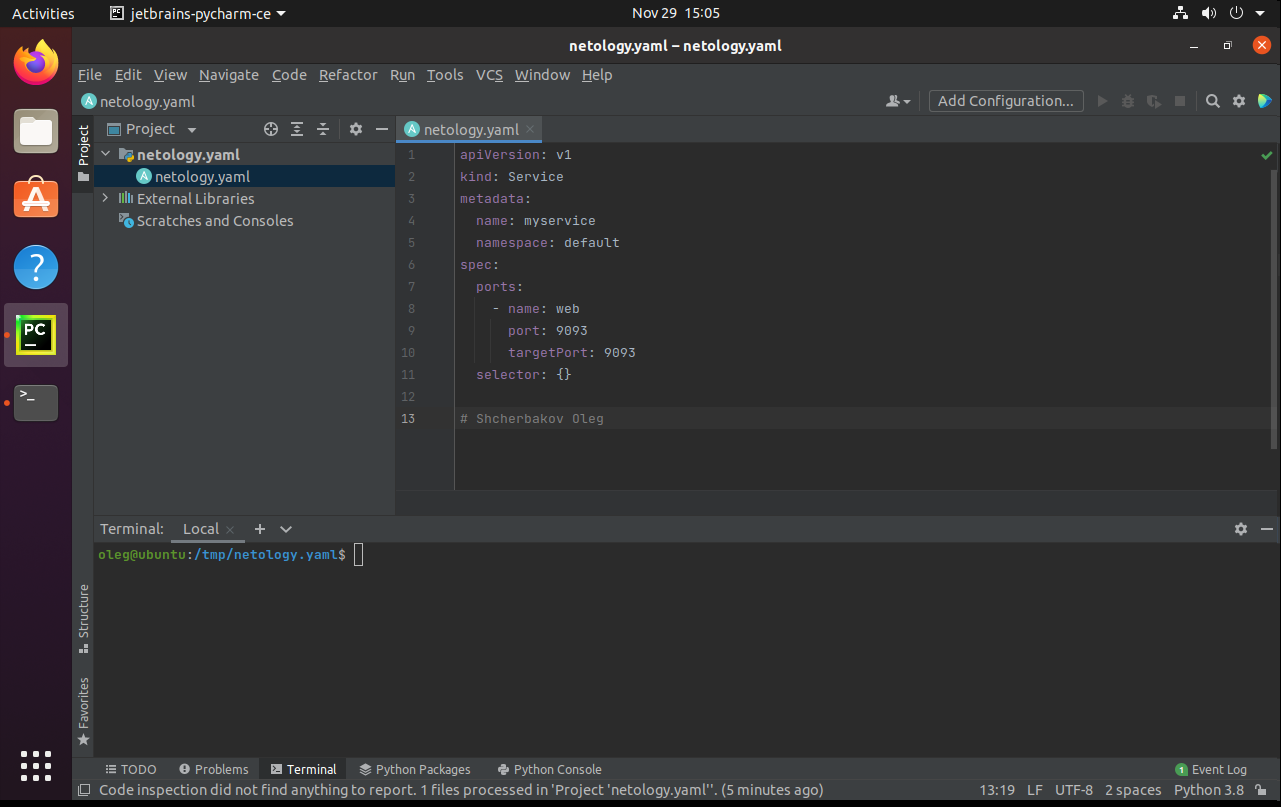 Activities jetbrains-pycharm-ce Nov 29 15:05
netology.yaml – netology.yaml
File Edit View Navigate Code Refactor Run Tools VCS Window Help
netology.yaml Add Configuration...
Project
Project
netology.yaml
netology.yaml
netology.yaml
External Libraries
Scratches and Consoles
1 apiVersion: v1
2 kind: Service
3 metadata:
4   name: myservice
5   namespace: default
6 spec:
7   ports:
8     - name: web
9       port: 9093
10       targetPort: 9093
11   selector: {}
12
13 # Shcherbakov Oleg
Terminal: Local
oleg@ubuntu:/tmp/netology.yaml$
Structure
Favorites
TODO Problems Terminal Python Packages Python Console 1 Event Log
Code inspection did not find anything to report. 1 files processed in 'Project 'netology.yaml''. (5 minutes ago) 13:19 LF UTF-8 2 spaces Python 3.8